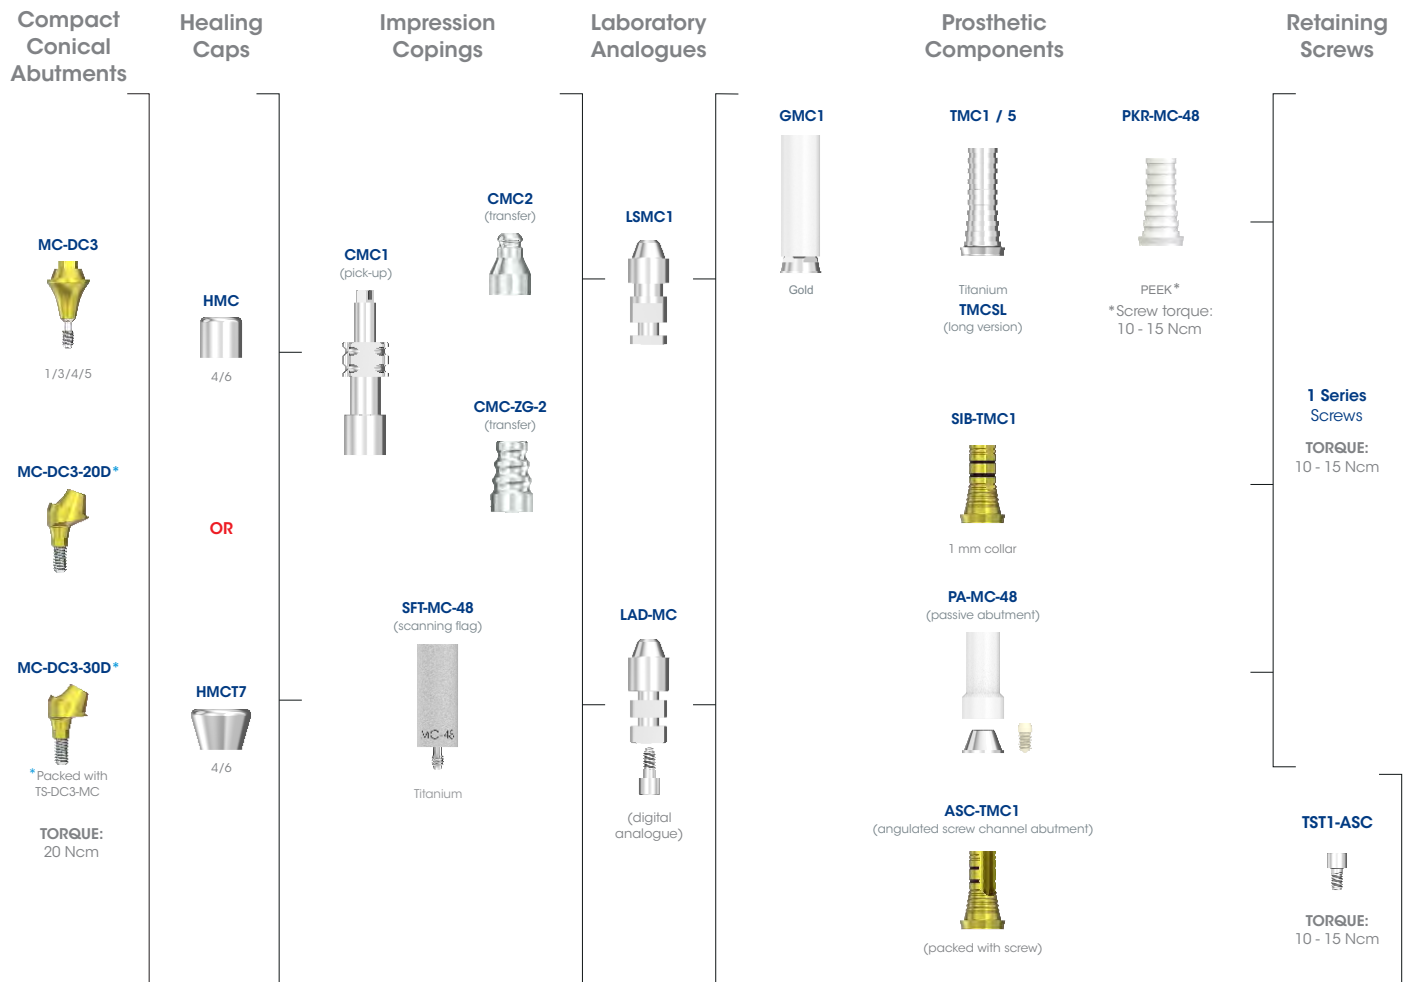 Compact
Conical
Abutments
Healing
Caps
Impression
Copings
Laboratory
Analogues
Prosthetic
Components
Retaining
Screws
MC-DC3
1/3/4/5
MC-DC3-20D*
MC-DC3-30D*
*Packed with
TS-DC3-MC
TORQUE:
20 Ncm
HMC
4/6
OR
HMCT7
4/6
CMC1
(pick-up)
CMC2
(transfer)
CMC-ZG-2
(transfer)
SFT-MC-48
(scanning flag)
MC-48
Titanium
LSMC1
LAD-MC
(digital
analogue)
GMC1
Gold
TMC1 / 5
Titanium
TMCSL
(long version)
PKR-MC-48
PEEK*
*Screw torque:
10 - 15 Ncm
SIB-TMC1
1 mm collar
PA-MC-48
(passive abutment)
ASC-TMC1
(angulated screw channel abutment)
(packed with screw)
1 Series
Screws
TORQUE:
10 - 15 Ncm
TST1-ASC
TORQUE:
10 - 15 Ncm